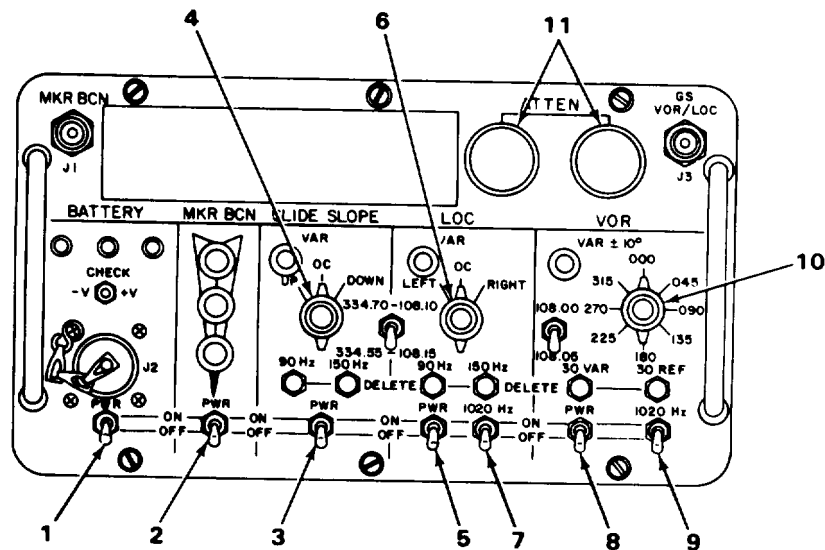 4 6 11
MKR BCN
J1
ATTEN
GS
VOR/LOC
J3
BATTERY
MKR BCN
SLIDE SLOPE
LOC
VOR
CHECK
-V +V
J2
PWR
PWR
VAR
UP OC DOWN
334.70-108.10
334.55-108.15
90 Hz 150 Hz DELETE
PWR
VAR
LEFT OC RIGHT
90 Hz 150 Hz DELETE
PWR 1020 Hz
VAR ± 10°
000
315 045
270 090
225 135
180
108.00
108.06
30 VAR 30 REF
PWR 1020 Hz
ON ON ON ON
OFF OFF OFF OFF
10
1 2 3 5 7 8 9